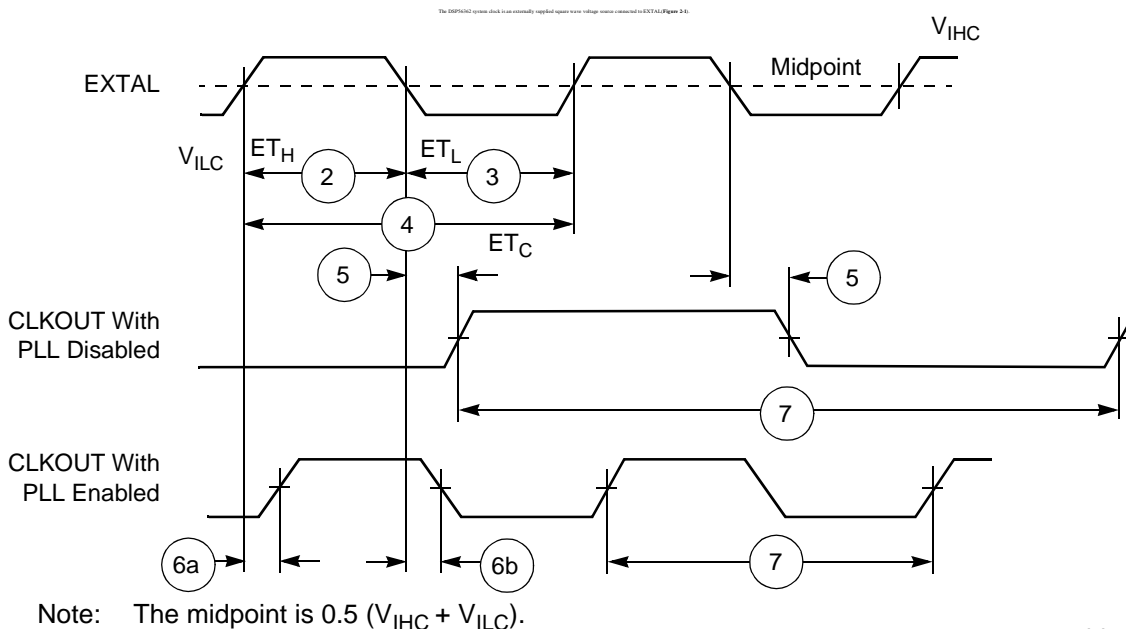 The DSP56362 system clock is an externally supplied square wave voltage source connected to EXTAL(Figure 2-1).
V_IHC
EXTAL
Midpoint
V_ILC
ET_H
ET_L
2
3
4
ET_C
5
5
CLKOUT With
PLL Disabled
7
CLKOUT With
PLL Enabled
6a
6b
7
Note: The midpoint is 0.5 (V_IHC + V_ILC).